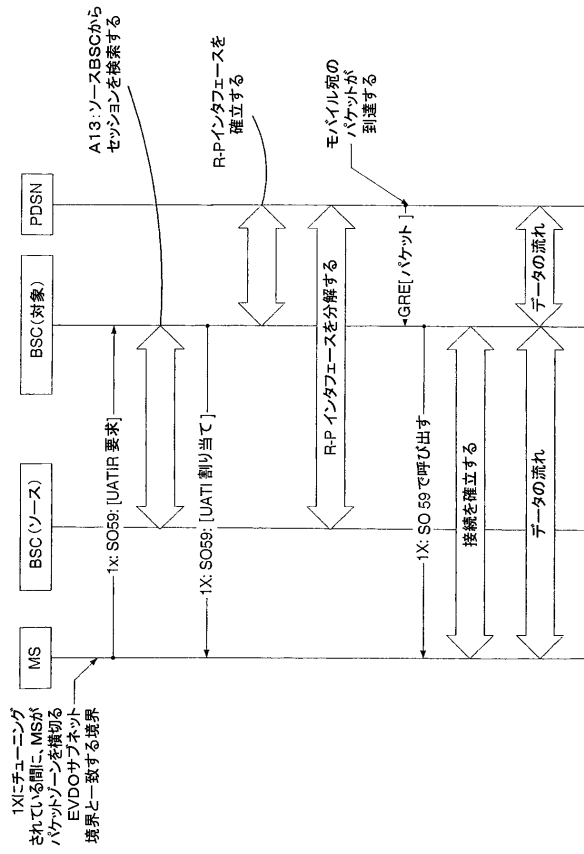 MS
BSC(ソース)
BSC(対象)
PDSN
1Xにチューニング
されている間に、MSが
パケットゾーンを横切る
EVDOサブネット
境界と一致する境界
1x: SO59: [UATIR 要求]
A13:ソースBSCから
セッションを検索する
1X: SO59: [UATI 割り当て]
R-Pインタフェースを
確立する
R-P インタフェースを分解する
モバイル宛の
パケットが
到達する
GRE[パケット]
1X: SO 59 で呼び出す
接続を確立する
データの流れ
データの流れ